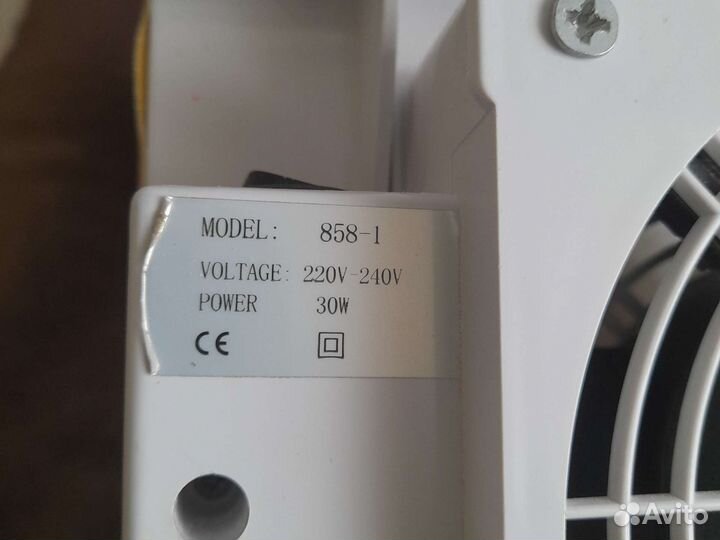 MODEL: 858-1
VOLTAGE: 220V-240V
POWER 30W
CE
Avito